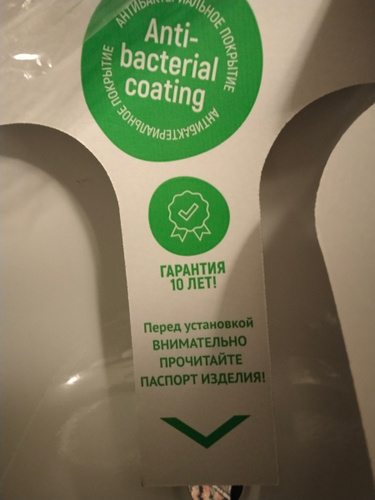 АНТИБАКТЕРИАЛЬНОЕ ПОКРЫТИЕ
Anti-
bacterial
coating
АНТИБАКТЕРИАЛЬНОЕ ПОКРЫТИЕ
ГАРАНТИЯ
10 ЛЕТ!
Перед установкой
ВНИМАТЕЛЬНО
ПРОЧИТАЙТЕ
ПАСПОРТ ИЗДЕЛИЯ!